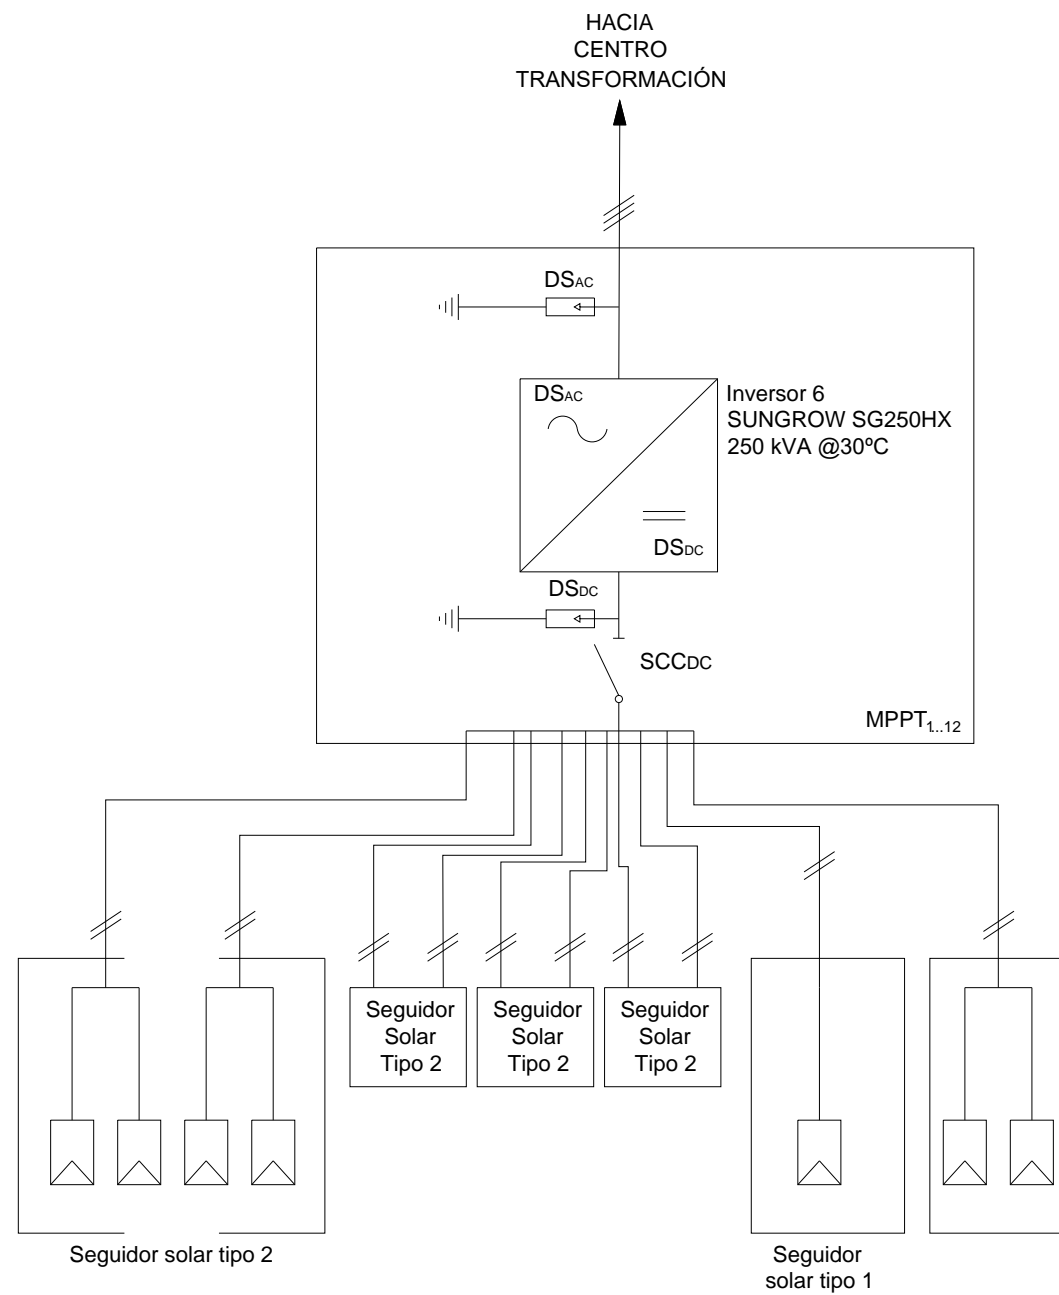 HACIA
CENTRO
TRANSFORMACIÓN
DSAC
DSAC
Inversor 6
SUNGROW SG250HX
250 kVA @30ºC
DSDC
DSDC
SCCDC
MPPT1...12
Seguidor
Solar
Tipo 2
Seguidor
Solar
Tipo 2
Seguidor
Solar
Tipo 2
Seguidor solar tipo 2
Seguidor
solar tipo 1